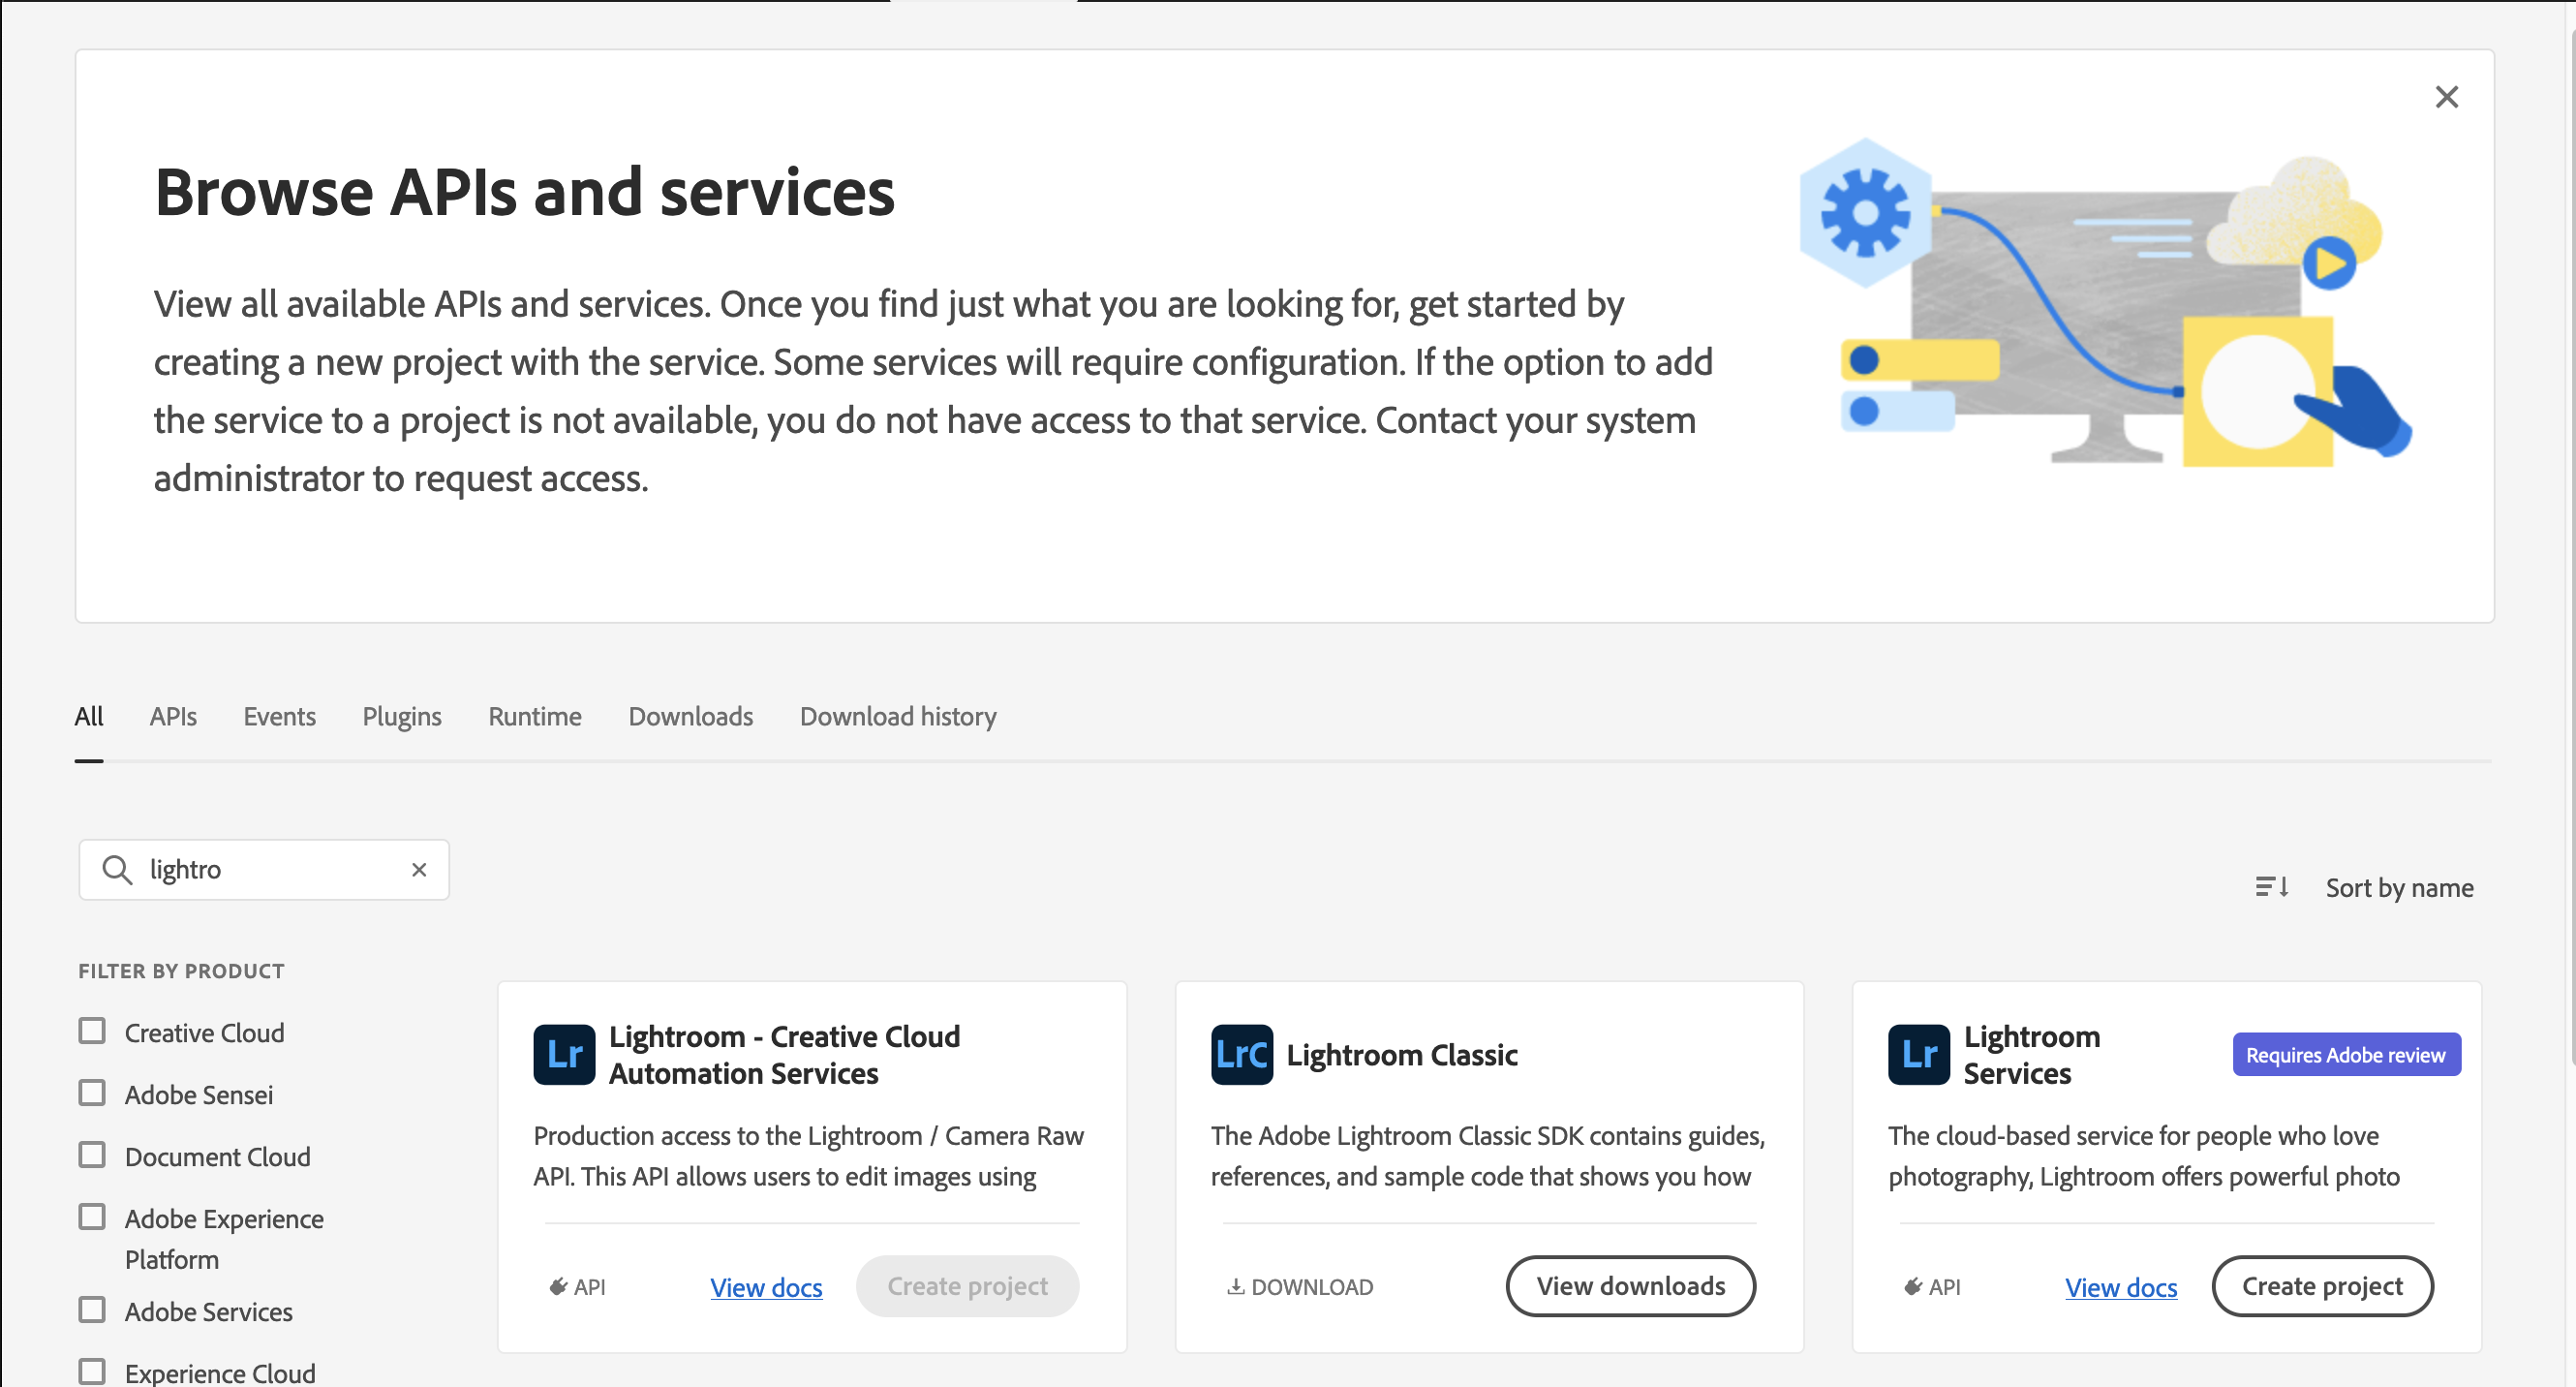 Browse APIs and services
View all available APIs and services. Once you find just what you are looking for, get started by
creating a new project with the service. Some services will require configuration. If the option to add
the service to a project is not available, you do not have access to that service. Contact your system
administrator to request access.
All APIs Events Plugins Runtime Downloads Download history
lightro
Sort by name
FILTER BY PRODUCT
Creative Cloud
Adobe Sensei
Document Cloud
Adobe Experience
Platform
Adobe Services
Experience Cloud
Lr
Lightroom - Creative Cloud
Automation Services
Production access to the Lightroom / Camera Raw
API. This API allows users to edit images using
API View docs Create project
LrC Lightroom Classic
The Adobe Lightroom Classic SDK contains guides,
references, and sample code that shows you how
DOWNLOAD View downloads
Lr
Lightroom
Services
Requires Adobe review
The cloud-based service for people who love
photography, Lightroom offers powerful photo
API View docs Create project